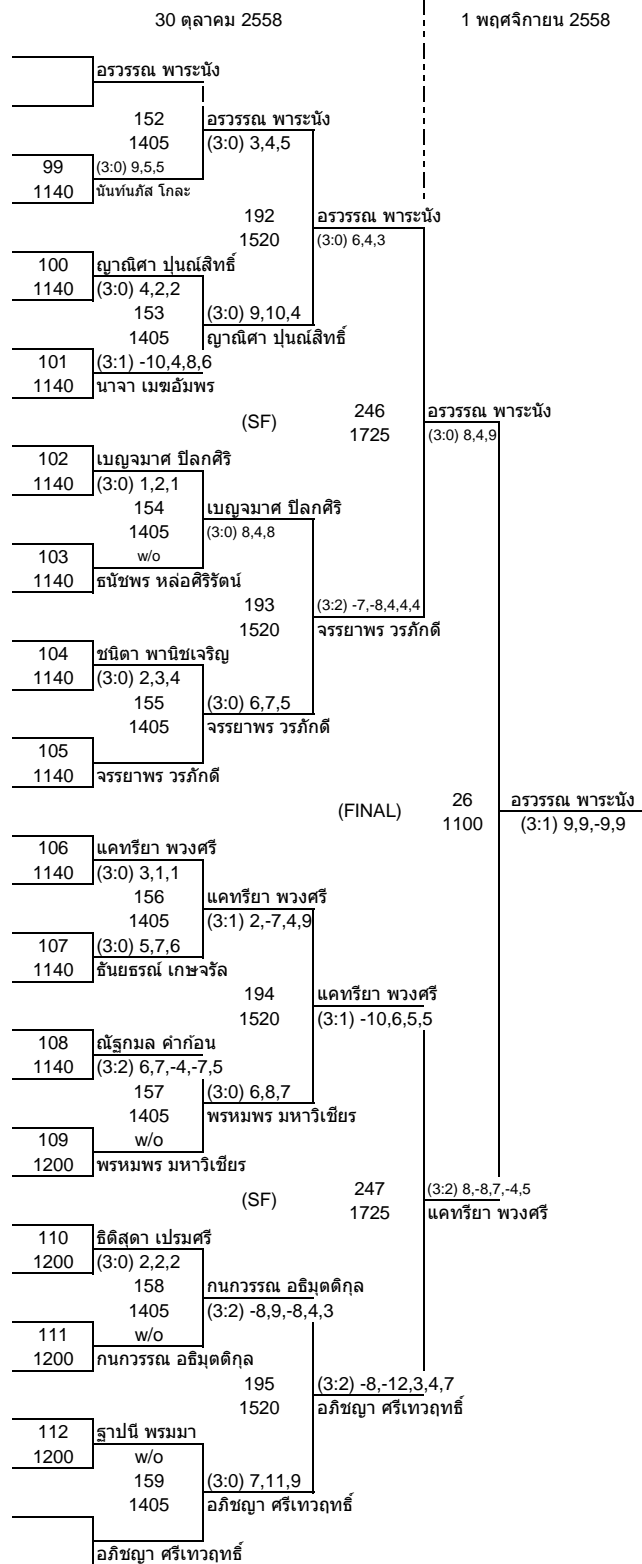 30 ตุลาคม 2558 1 พฤศจิกายน 2558
อรวรรณ พาระนัง
152 อรวรรณ พาระนัง
1405 (3:0) 3,4,5
99 (3:0) 9,5,5
1140 นันท์นภัส โกละ
192 อรวรรณ พาระนัง
1520 (3:0) 6,4,3
100 ญาณิศา ปุนณ์สิทธิ์
1140 (3:0) 4,2,2
153 (3:0) 9,10,4
1405 ญาณิศา ปุนณ์สิทธิ์
101 (3:1) -10,4,8,6
1140 นาจา เมฆอัมพร
(SF) 246 อรวรรณ พาระนัง
1725 (3:0) 8,4,9
102 เบญจมาศ ปิลกศิริ
1140 (3:0) 1,2,1
154 เบญจมาศ ปิลกศิริ
1405 (3:0) 8,4,8
103 w/o
1140 ธนัชพร หล่อศิริรัตน์
193 (3:2) -7,-8,4,4,4
1520 จรรยาพร วรภักดี
104 ชนิตา พานิชเจริญ
1140 (3:0) 2,3,4
155 (3:0) 6,7,5
1405 จรรยาพร วรภักดี
105
1140 จรรยาพร วรภักดี
(FINAL) 26 อรวรรณ พาระนัง
1100 (3:1) 9,9,-9,9
106 แคทรียา พวงศรี
1140 (3:0) 3,1,1
156 แคทรียา พวงศรี
1405 (3:1) 2,-7,4,9
107 (3:0) 5,7,6
1140 ธันยธรณ์ เกษจรัล
194 แคทรียา พวงศรี
1520 (3:1) -10,6,5,5
108 ณัฐกมล คำก้อน
1140 (3:2) 6,7,-4,-7,5
157 (3:0) 6,8,7
1405 พรหมพร มหาวิเชียร
109 w/o
1200 พรหมพร มหาวิเชียร
(SF) 247 (3:2) 8,-8,7,-4,5
1725 แคทรียา พวงศรี
110 ธิติสุดา เปรมศรี
1200 (3:0) 2,2,2
158 กนกวรรณ อธิมุตติกุล
1405 (3:2) -8,9,-8,4,3
111 w/o
1200 กนกวรรณ อธิมุตติกุล
195 (3:2) -8,-12,3,4,7
1520 อภิชญา ศรีเทวฤทธิ์
112 ฐาปนี พรมมา
1200 w/o
159 (3:0) 7,11,9
1405 อภิชญา ศรีเทวฤทธิ์
อภิชญา ศรีเทวฤทธิ์